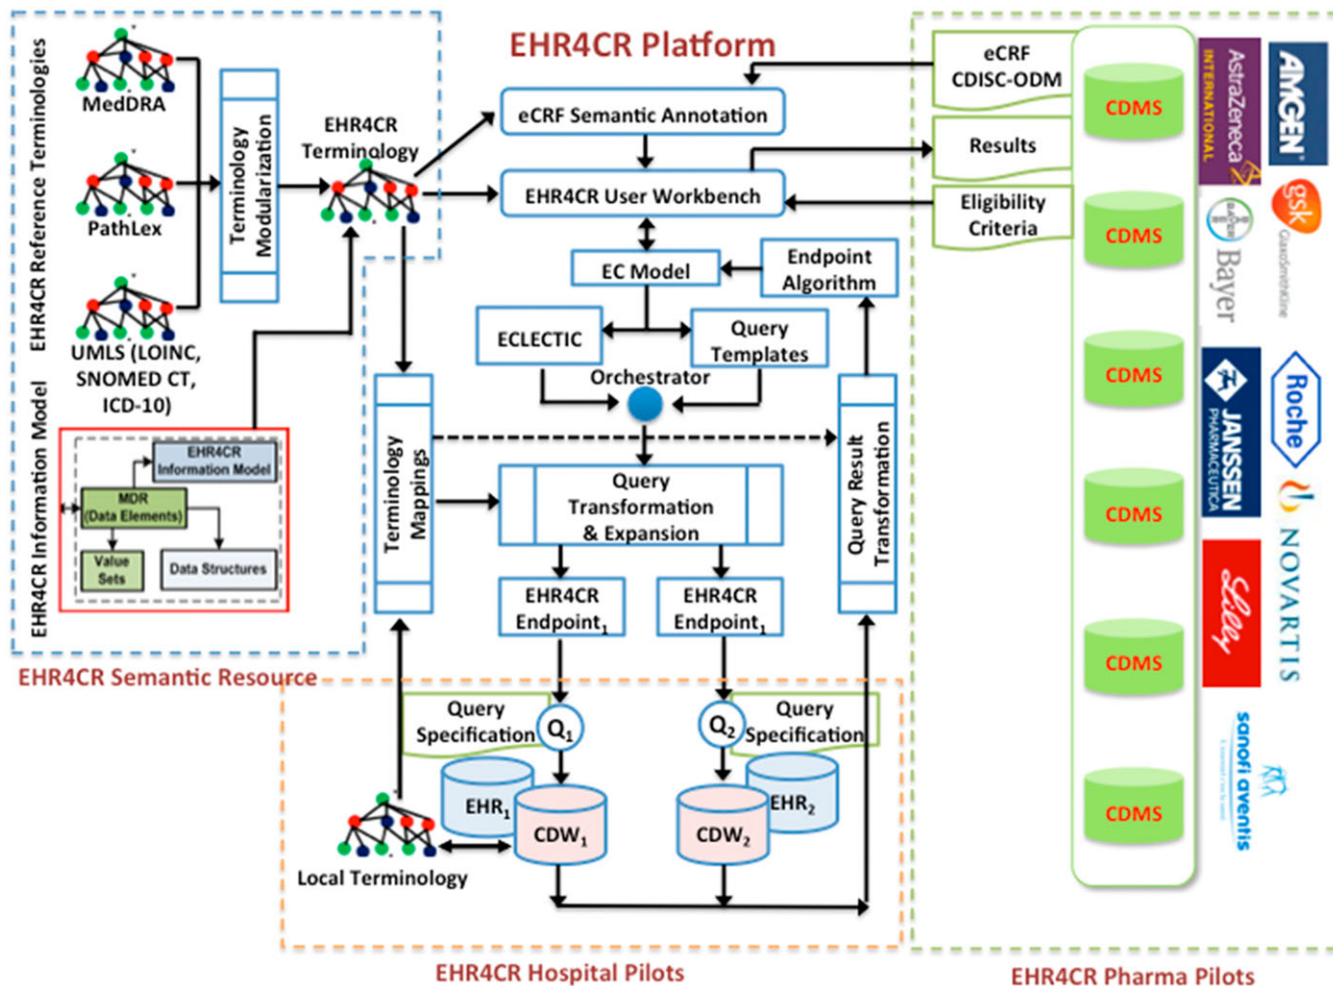 EHR4CR Platform
EHR4CR Reference Terminologies
MedDRA
PathLex
UMLS (LOINC,
SNOMED CT,
ICD-10)
Terminology
Modularization
EHR4CR
Terminology
EHR4CR Information Model
EHR4CR
Information Model
MDR
(Data Elements)
Value
Sets
Data Structures
EHR4CR Semantic Resource
eCRF Semantic Annotation
EHR4CR User Workbench
EC Model
Endpoint
Algorithm
ECLECTIC
Query
Templates
Orchestrator
Terminology
Mappings
Query
Transformation
& Expansion
Query Result
Transformation
EHR4CR
Endpoint1
EHR4CR
Endpoint1
Query
Specification
Q1
Q2
Query
Specification
EHR1
CDW1
CDW2
EHR2
Local Terminology
EHR4CR Hospital Pilots
eCRF
CDISC-ODM
Results
Eligibility
Criteria
CDMS
CDMS
CDMS
CDMS
CDMS
CDMS
AstraZeneca
INTERNATIONAL
AMGEN®
gsk
GlaxoSmithKline
BAYER
Bayer
JANSSEN
PHARMACEUTICA
Roche
Lilly
NOVARTIS
sanofi aventis
EHR4CR Pharma Pilots